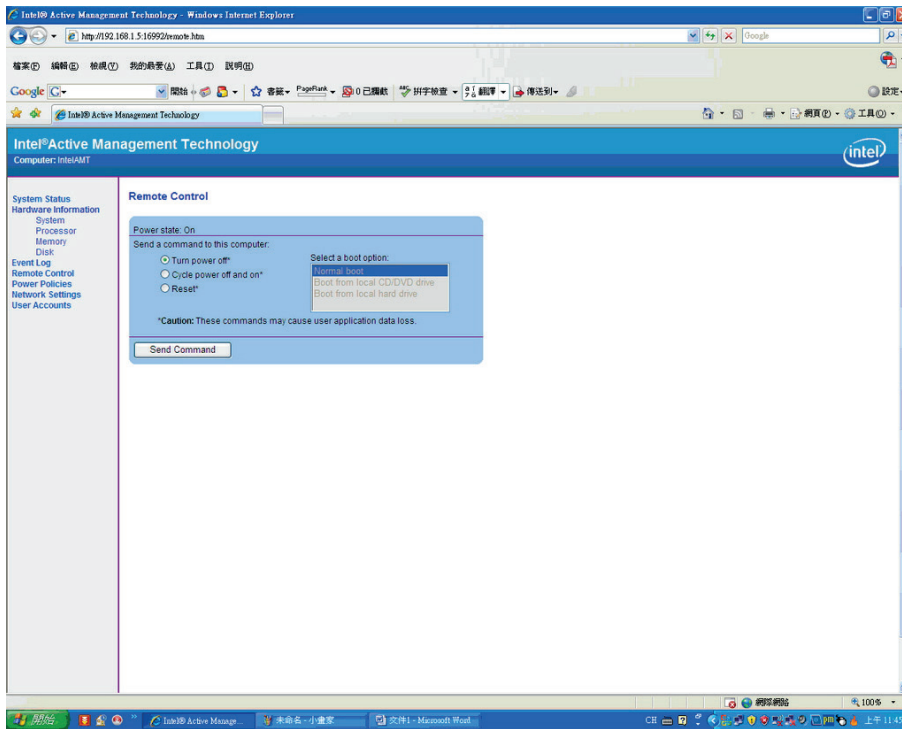 Intel® Active Management Technology - Windows Internet Explorer
http://192.168.1.5:16992/remote.htm
Google
檔案(F) 編輯(E) 檢視(V) 我的最愛(A) 工具(T) 說明(H)
Google G 開始 書籤 PageRank 0 已攔截 拼字檢查 翻譯 傳送到 設定
Intel® Active Management Technology
網頁(P) 工具(O)
Intel®Active Management Technology
Computer: IntelAMT
intel
System Status
Hardware Information
System
Processor
Memory
Disk
Event Log
Remote Control
Power Policies
Network Settings
User Accounts
Remote Control
Power state: On
Send a command to this computer:
Turn power off*
Cycle power off and on*
Reset*
Select a boot option:
Normal boot
Boot from local CD/DVD drive
Boot from local hard drive
*Caution: These commands may cause user application data loss.
Send Command
網際網路 100%
開始 Intel® Active Manage... 未命名 - 小畫家 文件1 - Microsoft Word CH 上午 11:45